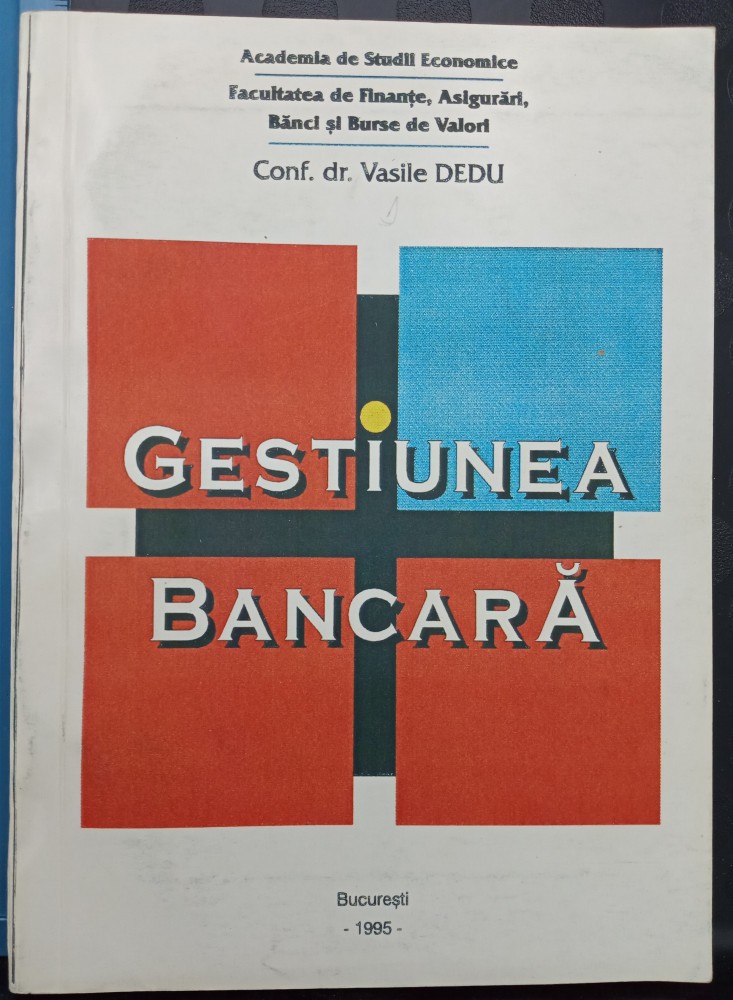 Academia de Studii Economice
Facultatea de Finanțe, Asigurări,
Bănci și Burse de Valori
Conf. dr. Vasile DEDU
GESTIUNEA
BANCARĂ
București
- 1995 -